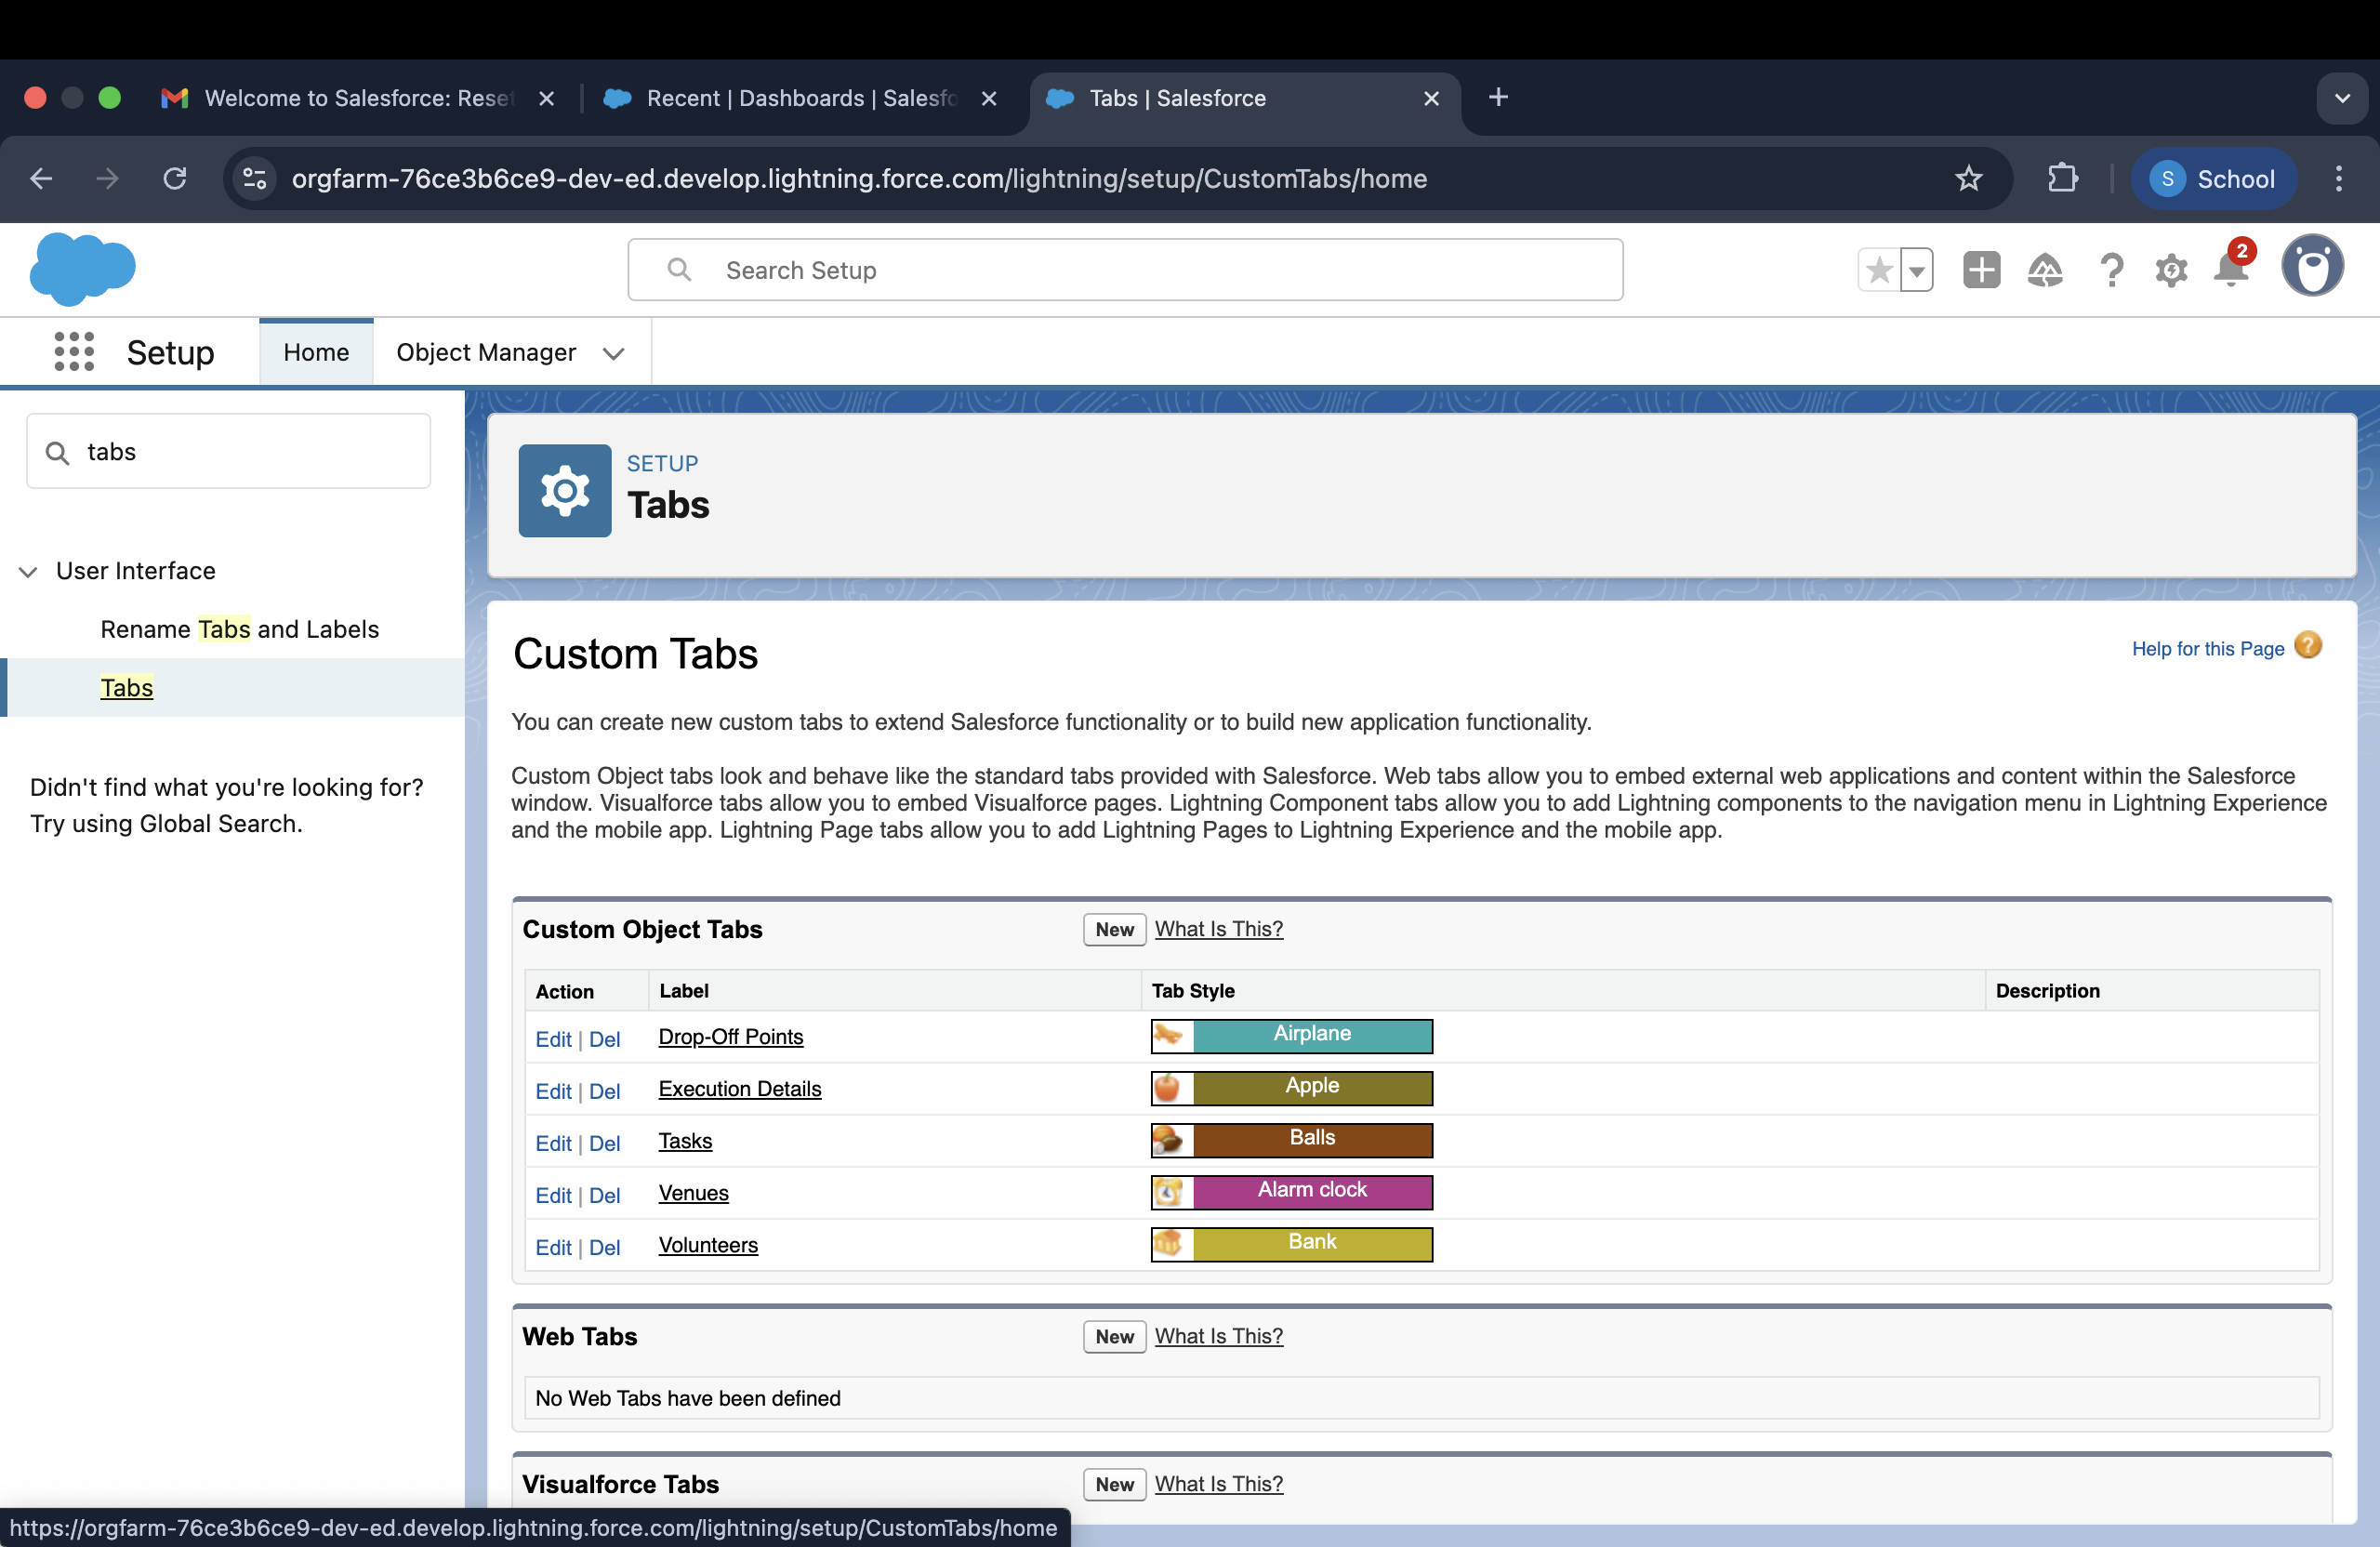 Welcome to Salesforce: Reset
Recent | Dashboards | Salesfo
Tabs | Salesforce
orgfarm-76ce3b6ce9-dev-ed.develop.lightning.force.com/lightning/setup/CustomTabs/home
S School
Search Setup
2
Setup
Home
Object Manager
tabs
SETUP
Tabs
User Interface
Rename Tabs and Labels
Tabs
Didn't find what you're looking for?
Try using Global Search.
Custom Tabs
Help for this Page ?
You can create new custom tabs to extend Salesforce functionality or to build new application functionality.
Custom Object tabs look and behave like the standard tabs provided with Salesforce. Web tabs allow you to embed external web applications and content within the Salesforce
window. Visualforce tabs allow you to embed Visualforce pages. Lightning Component tabs allow you to add Lightning components to the navigation menu in Lightning Experience
and the mobile app. Lightning Page tabs allow you to add Lightning Pages to Lightning Experience and the mobile app.
Custom Object Tabs New What Is This?
Action Label Tab Style Description
Edit | Del Drop-Off Points Airplane
Edit | Del Execution Details Apple
Edit | Del Tasks Balls
Edit | Del Venues Alarm clock
Edit | Del Volunteers Bank
Web Tabs New What Is This?
No Web Tabs have been defined
Visualforce Tabs New What Is This?
https://orgfarm-76ce3b6ce9-dev-ed.develop.lightning.force.com/lightning/setup/CustomTabs/home